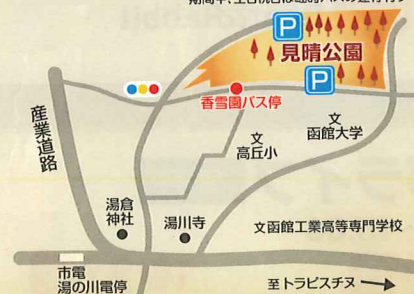 P
見晴公園
P
香雪園バス停
産業道路
文
高丘小
文
函館大学
湯倉
神社
湯川寺
文函館工業高等専門学校
市電
湯の川電停
至トラピスチヌ